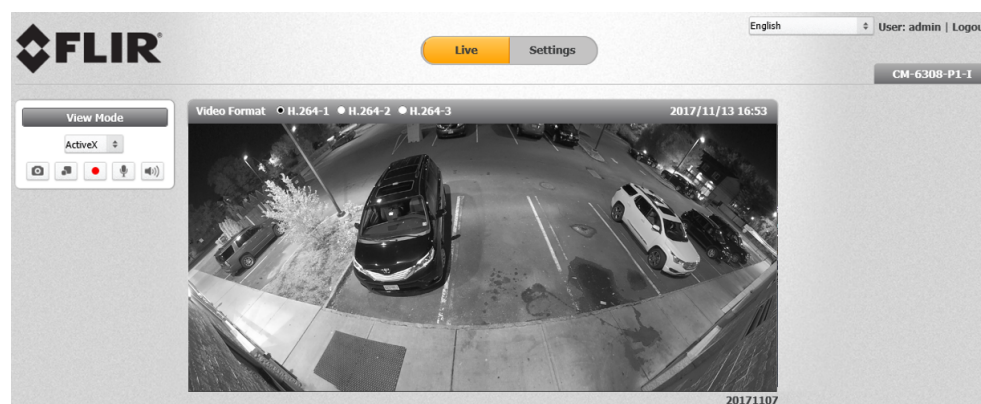 FLIR
English
User: admin | Logou
Live
Settings
CM-6308-P1-I
View Mode
ActiveX
Video Format H.264-1 H.264-2 H.264-3
2017/11/13 16:53
20171107